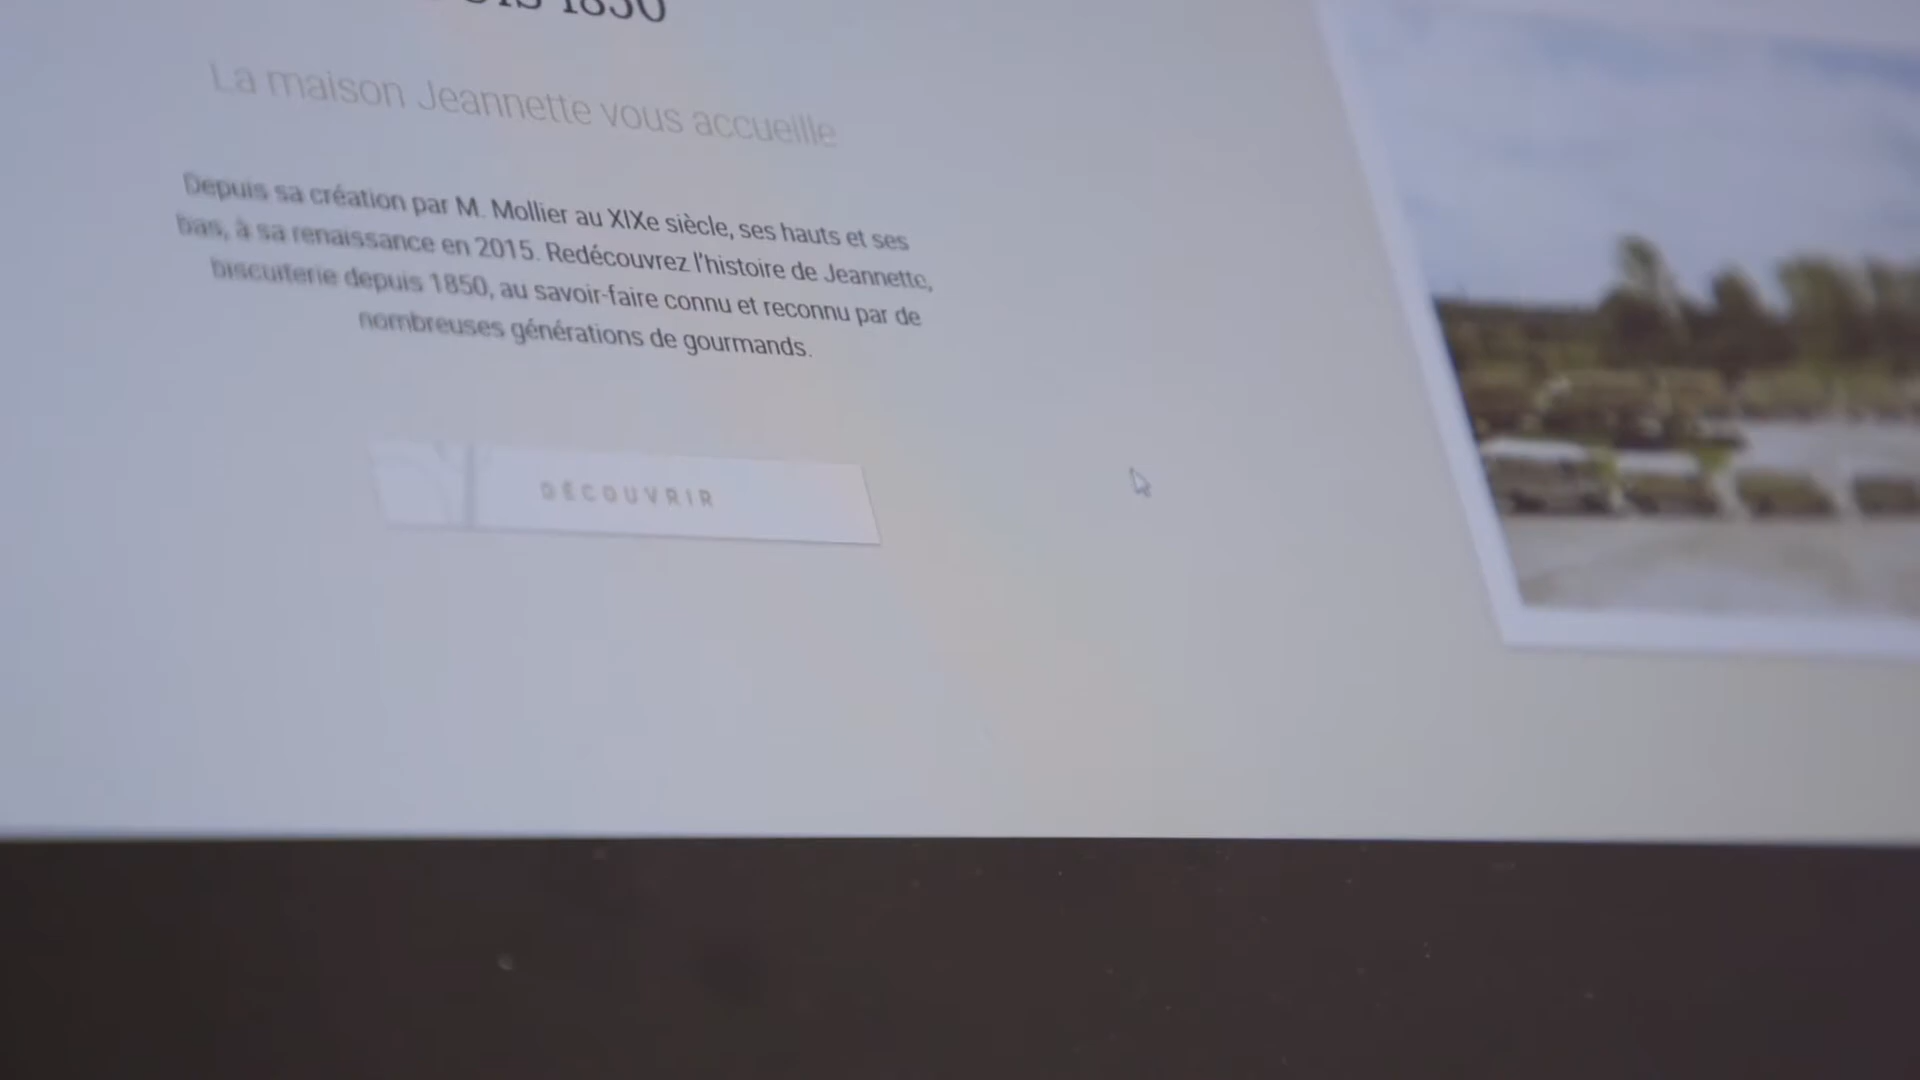 1850
La maison Jeannette vous accueille
Depuis sa création par M. Mollier au XIXe siècle, ses hauts et ses
bas, à sa renaissance en 2015. Redécouvrez l'histoire de Jeannette,
biscuiterie depuis 1850, au savoir-faire connu et reconnu par de
nombreuses générations de gourmands.
DÉCOUVRIR